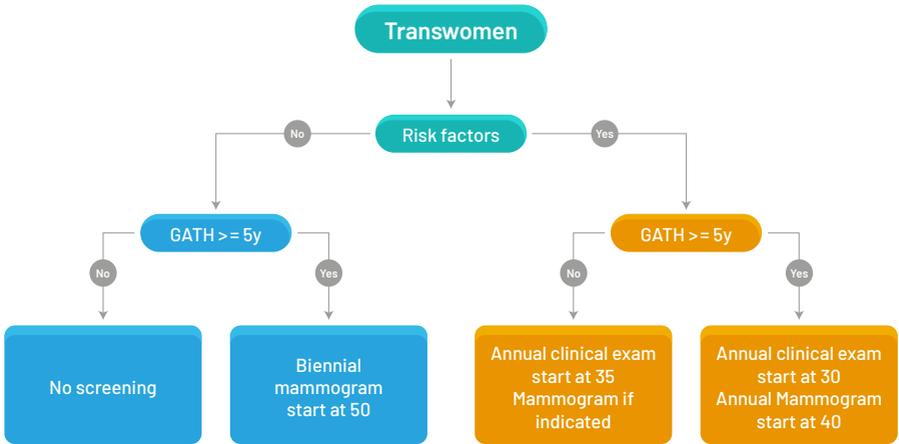 Transwomen
No
Risk factors
Yes
GATH >= 5y
GATH >= 5y
No
Yes
No
Yes
No screening
Biennial
mammogram
start at 50
Annual clinical exam
start at 35
Mammogram if
indicated
Annual clinical exam
start at 30
Annual Mammogram
start at 40